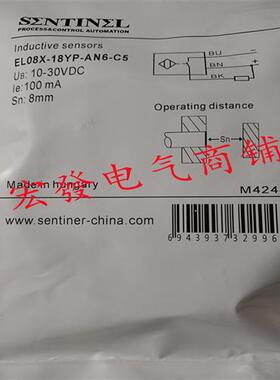 SENTINEL
PROCESS&CONTROL AUTOMATION
Inductive sensors
EL08X-18YP-AN6-C5
UB: 10-30VDC
Ie: 100 mA
Sn: 8mm
BU
BN
BK
Operating distance
Sn
Made in hungary
M424
www.sentiner-china.com
694393732996
宏發电气商铺